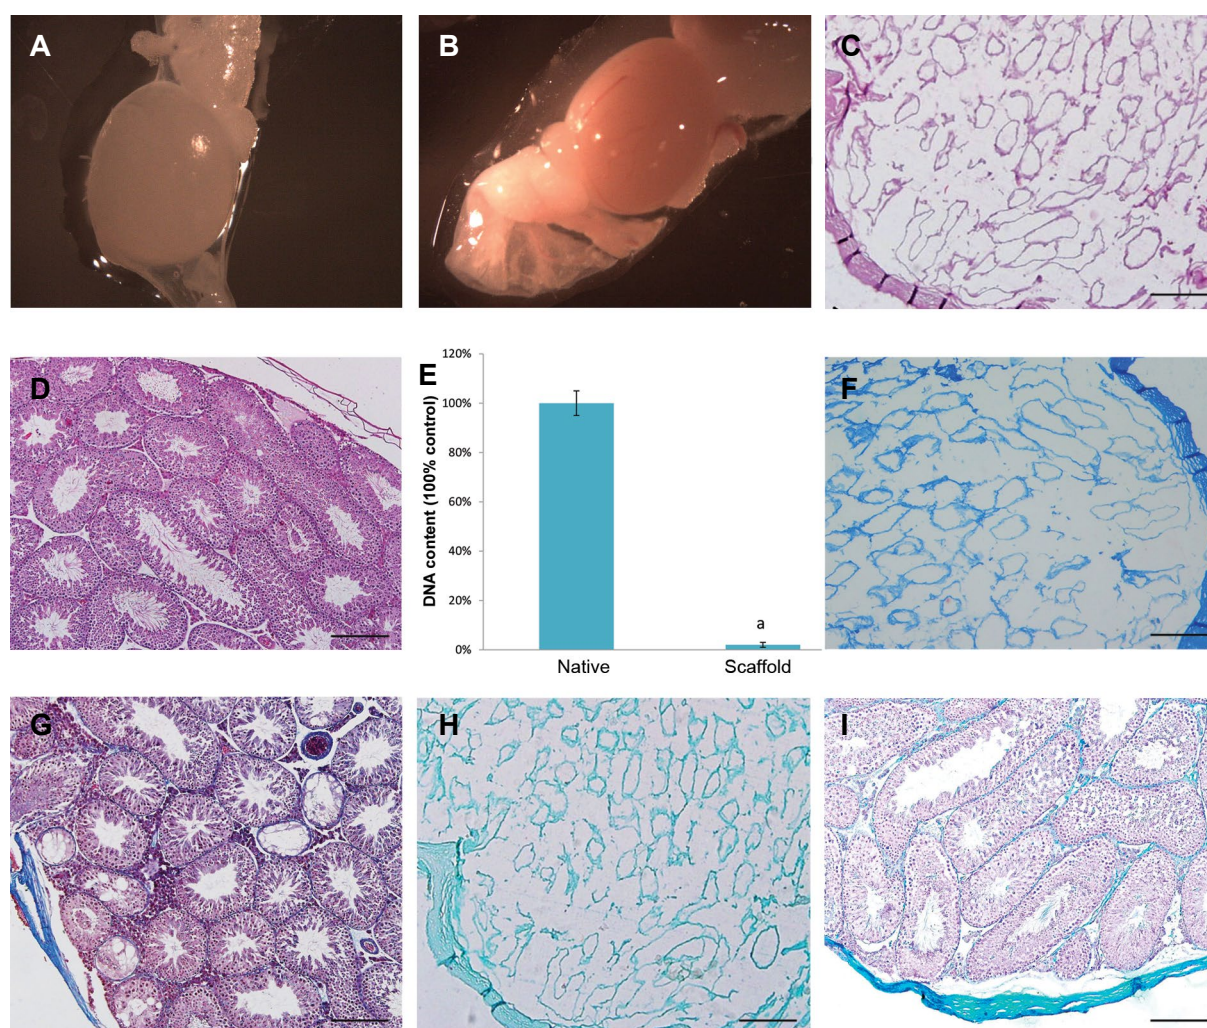 A
B
C
D
E
DNA content (100% control)
120%
100%
80%
60%
40%
20%
0%
a
Native
Scaffold
F
G
H
I